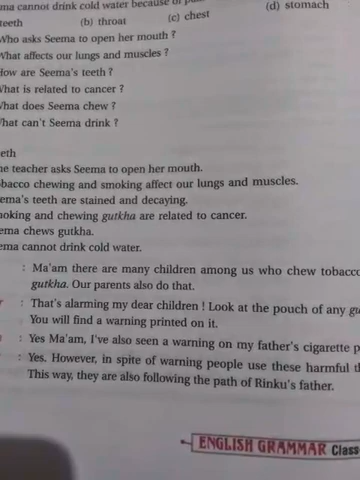 ma cannot drink cold water because of
teeth (b) throat (c) chest (d) stomach
Who asks Seema to open her mouth ?
What affects our lungs and muscles ?
How are Seema's teeth ?
What is related to cancer ?
What does Seema chew ?
What can't Seema drink ?
eeth
he teacher asks Seema to open her mouth.
obacco chewing and smoking affect our lungs and muscles.
eema's teeth are stained and decaying.
moking and chewing gutkha are related to cancer.
eema chews gutkha.
eema cannot drink cold water.
: Ma'am there are many children among us who chew tobacco
gutkha. Our parents also do that.
r : That's alarming my dear children ! Look at the pouch of any gu
You will find a warning printed on it.
: Yes Ma'am, I've also seen a warning on my father's cigarette p
: Yes. However, in spite of warning people use these harmful th
This way, they are also following the path of Rinku's father.
ENGLISH GRAMMAR Class